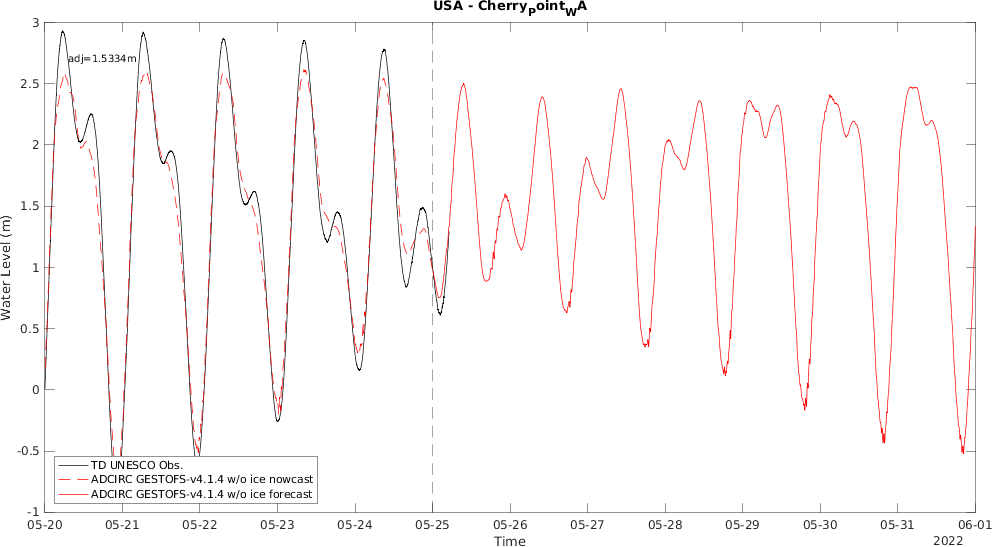 USA - CherryPointWA
adj=1.5334m
3
2.5
2
1.5
1
0.5
0
-0.5
-1
Water Level (m)
TD UNESCO Obs.
ADCIRC GESTOFS-v4.1.4 w/o ice nowcast
ADCIRC GESTOFS-v4.1.4 w/o ice forecast
05-20 05-21 05-22 05-23 05-24 05-25 05-26 05-27 05-28 05-29 05-30 05-31 06-01
Time
2022